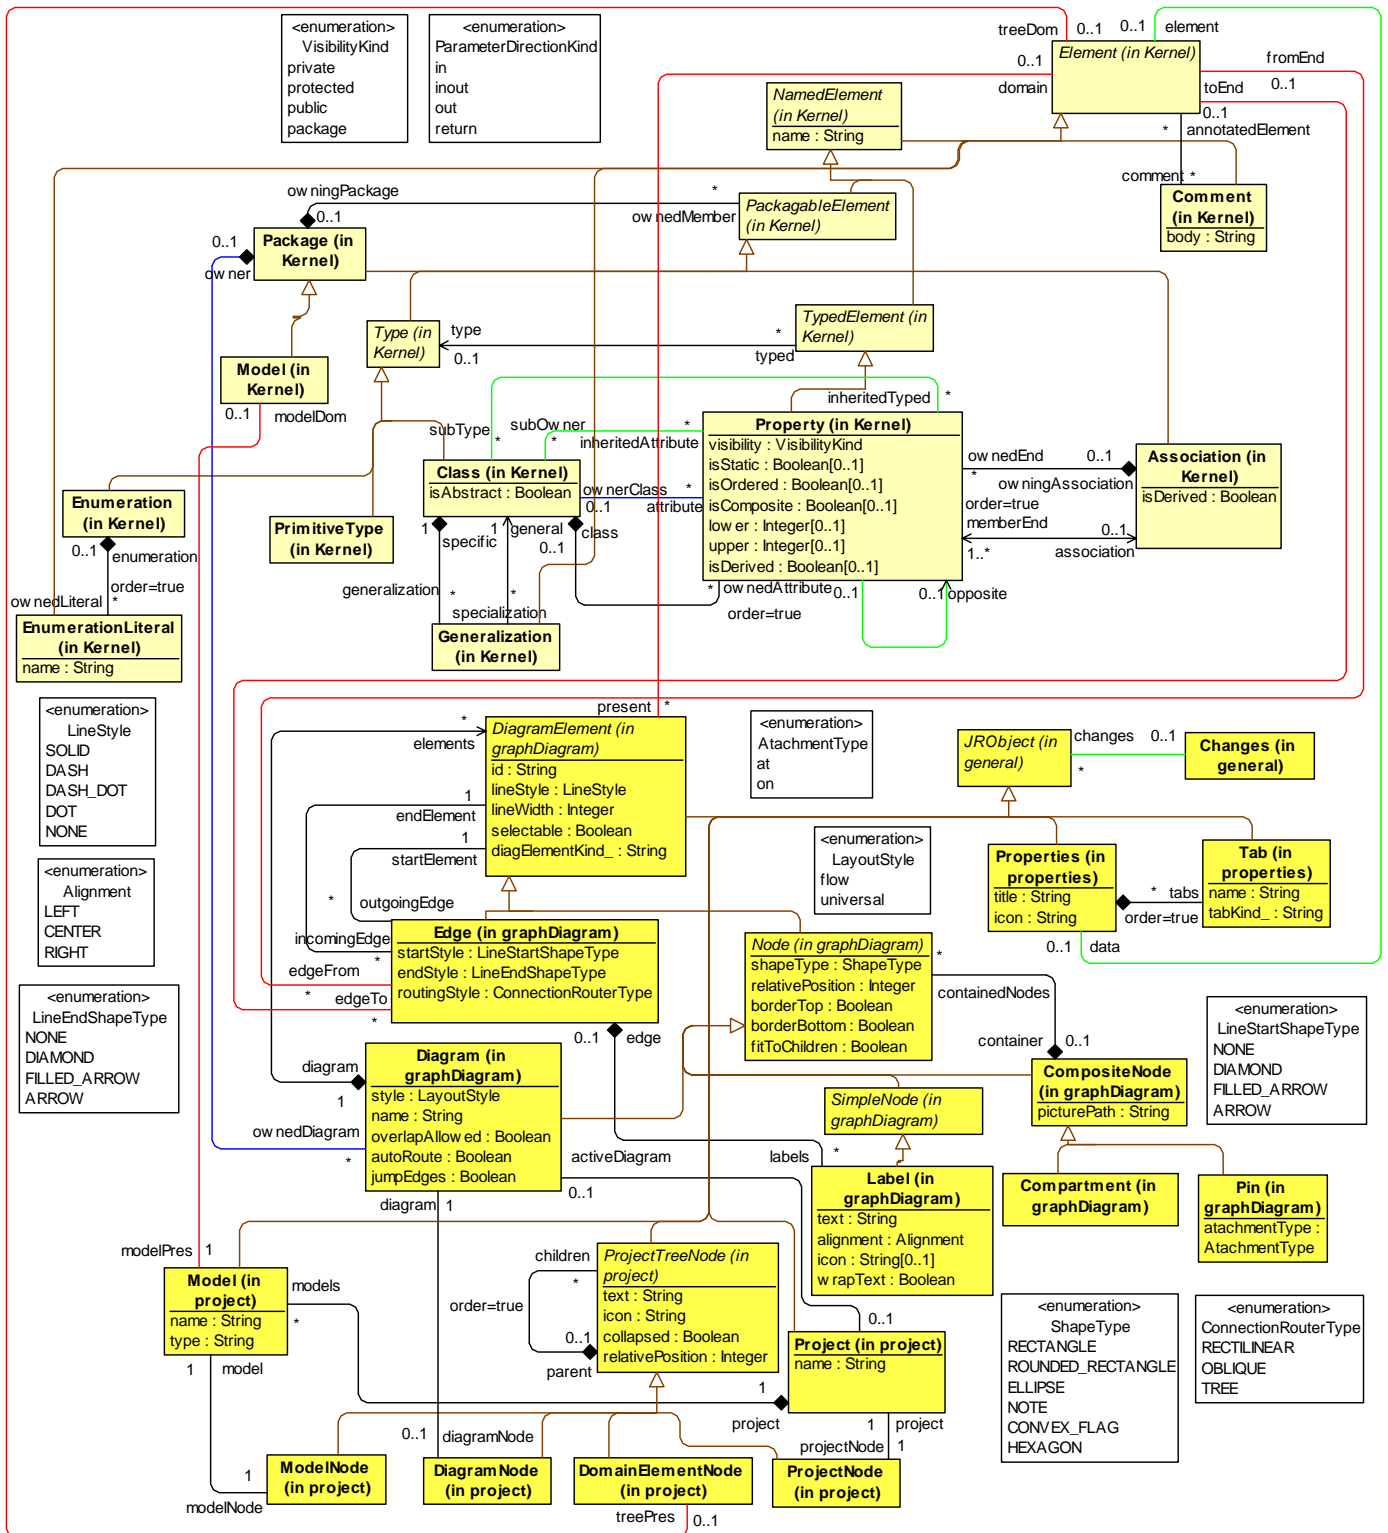 <enumeration>
VisibilityKind
private
protected
public
package
<enumeration>
ParameterDirectionKind
in
inout
out
return
treeDom
0..1
0..1
element
Element (in Kernel)
0..1
domain
fromEnd
0..1
toEnd
0..1
NamedElement
(in Kernel)
name : String
*
annotatedElement
comment
*
Comment
(in Kernel)
body : String
owningPackage
0..1
*
ownedMember
PackagableElement
(in Kernel)
0..1
owner
Package (in
Kernel)
Type (in
Kernel)
type
0..1
*
typed
TypedElement (in
Kernel)
Model (in
Kernel)
0..1
modelDom
inheritedTyped
*
subType
*
subOwner
*
*
inheritedAttribute
Property (in Kernel)
visibility : VisibilityKind
isStatic : Boolean[0..1]
isOrdered : Boolean[0..1]
isComposite : Boolean[0..1]
lower : Integer[0..1]
upper : Integer[0..1]
isDerived : Boolean[0..1]
Class (in Kernel)
isAbstract : Boolean
ownerClass
0..1
*
attribute
ownedEnd
*
order=true
0..1
owningAssociation
memberEnd
1..*
0..1
association
Association (in
Kernel)
isDerived : Boolean
Enumeration
(in Kernel)
0..1
enumeration
order=true
ownedLiteral
*
PrimitiveType
(in Kernel)
1
specific
1
general
0..1
class
generalization
*
*
specialization
*
ownedAttribute
order=true
0..1
0..1
opposite
EnumerationLiteral
(in Kernel)
name : String
Generalization
(in Kernel)
<enumeration>
LineStyle
SOLID
DASH
DASH_DOT
DOT
NONE
present
*
*
elements
DiagramElement (in
graphDiagram)
id : String
lineStyle : LineStyle
lineWidth : Integer
selectable : Boolean
diagElementKind_ : String
1
endElement
1
startElement
<enumeration>
AtachmentType
at
on
JRObject (in
general)
changes
0..1
*
Changes (in
general)
<enumeration>
LayoutStyle
flow
universal
Properties (in
properties)
title : String
icon : String
*
tabs
order=true
Tab (in
properties)
name : String
tabKind_ : String
0..1
data
<enumeration>
Alignment
LEFT
CENTER
RIGHT
*
outgoingEdge
incomingEdge
*
edgeFrom
*
edgeTo
*
Edge (in graphDiagram)
startStyle : LineStartShapeType
endStyle : LineEndShapeType
routingStyle : ConnectionRouterType
0..1
edge
Node (in graphDiagram)
shapeType : ShapeType
relativePosition : Integer
borderTop : Boolean
borderBottom : Boolean
fitToChildren : Boolean
*
containedNodes
container
0..1
<enumeration>
LineEndShapeType
NONE
DIAMOND
FILLED_ARROW
ARROW
<enumeration>
LineStartShapeType
NONE
DIAMOND
FILLED_ARROW
ARROW
diagram
1
Diagram (in
graphDiagram)
style : LayoutStyle
name : String
overlapAllowed : Boolean
autoRoute : Boolean
jumpEdges : Boolean
ownedDiagram
*
CompositeNode
(in graphDiagram)
picturePath : String
SimpleNode (in
graphDiagram)
activeDiagram
0..1
labels
*
Label (in
graphDiagram)
text : String
alignment : Alignment
icon : String[0..1]
wrapText : Boolean
Compartment (in
graphDiagram)
Pin (in
graphDiagram)
atachmentType :
AtachmentType
diagram
1
modelPres
1
Model (in
project)
name : String
type : String
models
*
1
model
children
*
order=true
0..1
parent
ProjectTreeNode (in
project)
text : String
icon : String
collapsed : Boolean
relativePosition : Integer
0..1
Project (in project)
name : String
1
project
1
project
<enumeration>
ShapeType
RECTANGLE
ROUNDED_RECTANGLE
ELLIPSE
NOTE
CONVEX_FLAG
HEXAGON
<enumeration>
ConnectionRouterType
RECTILINEAR
OBLIQUE
TREE
0..1
diagramNode
projectNode
1
1
modelNode
ModelNode
(in project)
DiagramNode
(in project)
DomainElementNode
(in project)
ProjectNode
(in project)
treePres
0..1